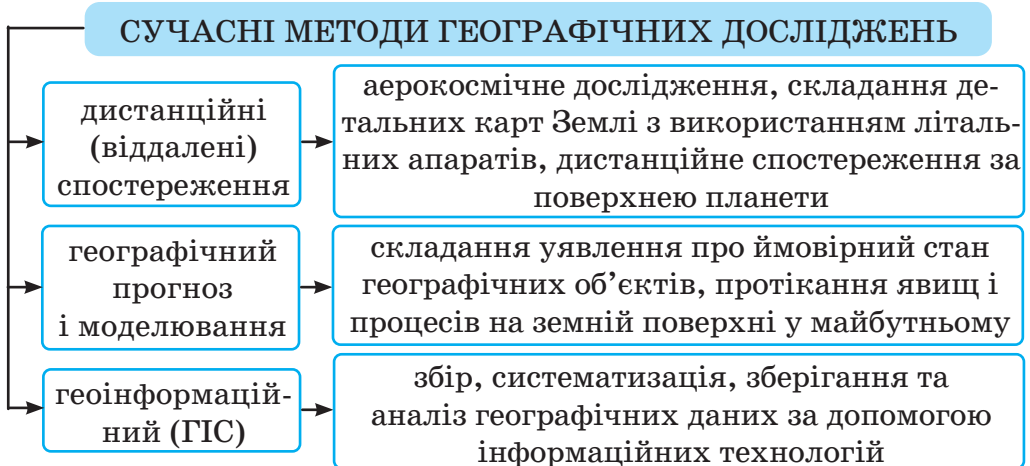 СУЧАСНІ МЕТОДИ ГЕОГРАФІЧНИХ ДОСЛІДЖЕНЬ
дистанційні
(віддалені)
спостереження
аерокосмічне дослідження, складання де-
тальних карт Землі з використанням літаль-
них апаратів, дистанційне спостереження за
поверхнею планети
географічний
прогноз
і моделювання
складання уявлення про ймовірний стан
географічних об’єктів, протікання явищ і
процесів на земній поверхні у майбутньому
геоінформацій-
ний (ГІС)
збір, систематизація, зберігання та
аналіз географічних даних за допомогою
інформаційних технологій